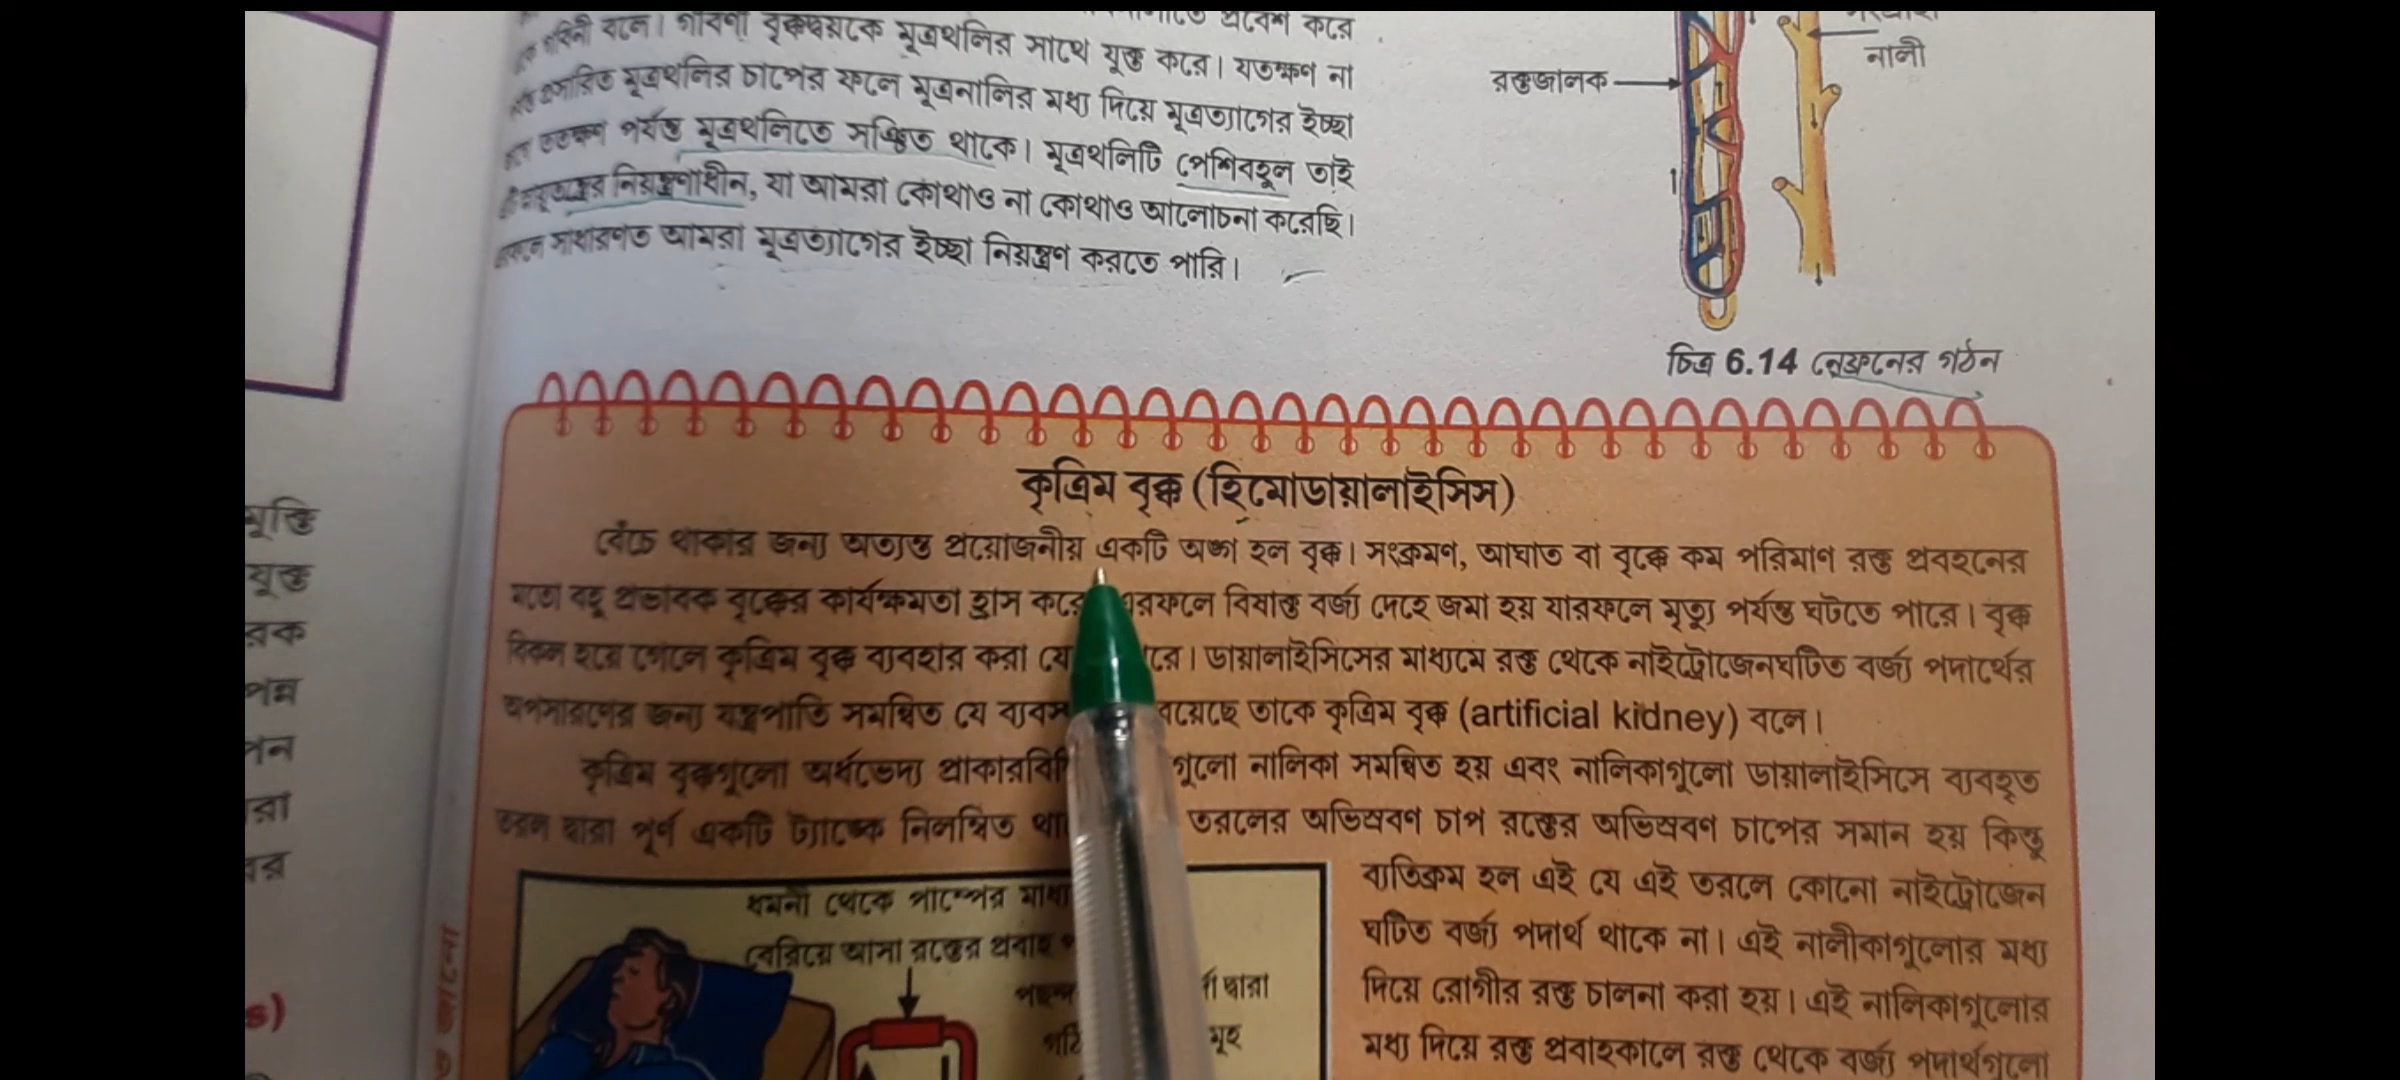 প্রবেশ করে
গবিনী বলে। গবিনী বৃক্কদ্বয়কে মূত্রথলির সাথে যুক্ত করে। যতক্ষণ না
প্রসারিত মূত্রথলির চাপের ফলে মূত্রনালির মধ্য দিয়ে মূত্রত্যাগের ইচ্ছা
ততক্ষণ পর্যন্ত মূত্রথলিতে সঞ্চিত থাকে। মূত্রথলিটি পেশিবহুল তাই
নিয়ন্ত্রণাধীন, যা আমরা কোথাও না কোথাও আলোচনা করেছি।
সাধারণত আমরা মূত্রত্যাগের ইচ্ছা নিয়ন্ত্রণ করতে পারি।
নালী
রক্তজালক
চিত্র 6.14 নেফ্রনের গঠন
কৃত্রিম বৃক্ক (হিমোডায়ালাইসিস)
বেঁচে থাকার জন্য অত্যন্ত প্রয়োজনীয় একটি অঙ্গ হল বৃক্ক। সংক্রমণ, আঘাত বা বৃক্কে কম পরিমাণ রক্ত প্রবহনের
মতো বহু প্রভাবক বৃক্কের কার্যক্ষমতা হ্রাস করে এরফলে বিষাক্ত বর্জ্য দেহে জমা হয় যারফলে মৃত্যু পর্যন্ত ঘটতে পারে। বৃক্ক
বিকল হয়ে গেলে কৃত্রিম বৃক্ক ব্যবহার করা ডায়ালাইসিসের মাধ্যমে রক্ত থেকে নাইট্রোজেনঘটিত বর্জ্য পদার্থের
অপসারণের জন্য যন্ত্রপাতি সমন্বিত যে রয়েছে তাকে কৃত্রিম বৃক্ক (artificial kidney) বলে।
কৃত্রিম বৃক্কগুলো অর্ধভেদ্য গুলো নালিকা সমন্বিত হয় এবং নালিকাগুলো ডায়ালাইসিসে ব্যবহৃত
তরল দ্বারা পূর্ণ একটি ট্যাঙ্কে নিলম্বিত তরলের অভিস্রবণ চাপ রক্তের অভিস্রবণ চাপের সমান হয় কিন্তু
ব্যতিক্রম হল এই যে এই তরলে কোনো নাইট্রোজেন
ঘটিত বর্জ্য পদার্থ থাকে না। এই নালীকাগুলোর মধ্য
দিয়ে রোগীর রক্ত চালনা করা হয়। এই নালিকাগুলোর
মধ্য দিয়ে রক্ত প্রবাহকালে রক্ত থেকে বর্জ্য পদার্থগুলো
ধমনী থেকে পাম্পের
বেরিয়ে আসা রক্তের প্রবাহ
দ্বারা